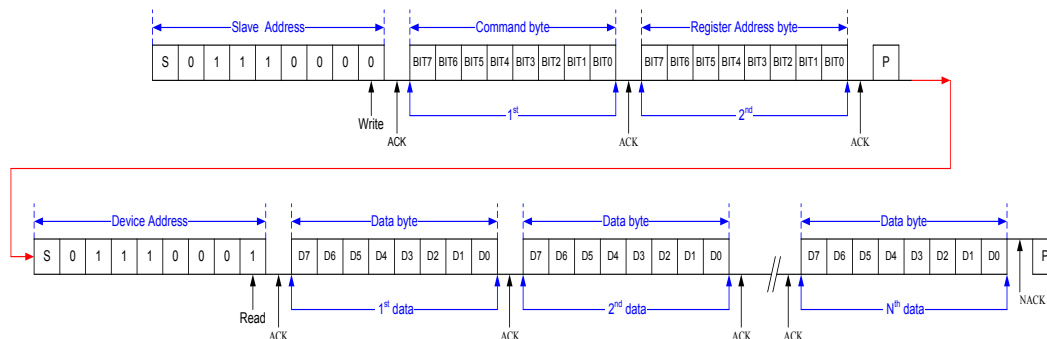 Slave Address Command byte Register Address byte
S 0 1 1 1 0 0 0 0 BIT7 BIT6 BIT5 BIT4 BIT3 BIT2 BIT1 BIT0 BIT7 BIT6 BIT5 BIT4 BIT3 BIT2 BIT1 BIT0 P
1st 2nd
Write ACK ACK ACK
Device Address Data byte Data byte Data byte
S 0 1 1 1 0 0 0 1 D7 D6 D5 D4 D3 D2 D1 D0 D7 D6 D5 D4 D3 D2 D1 D0 // D7 D6 D5 D4 D3 D2 D1 D0 P
1st data 2nd data Nth data NACK
Read ACK ACK ACK ACK